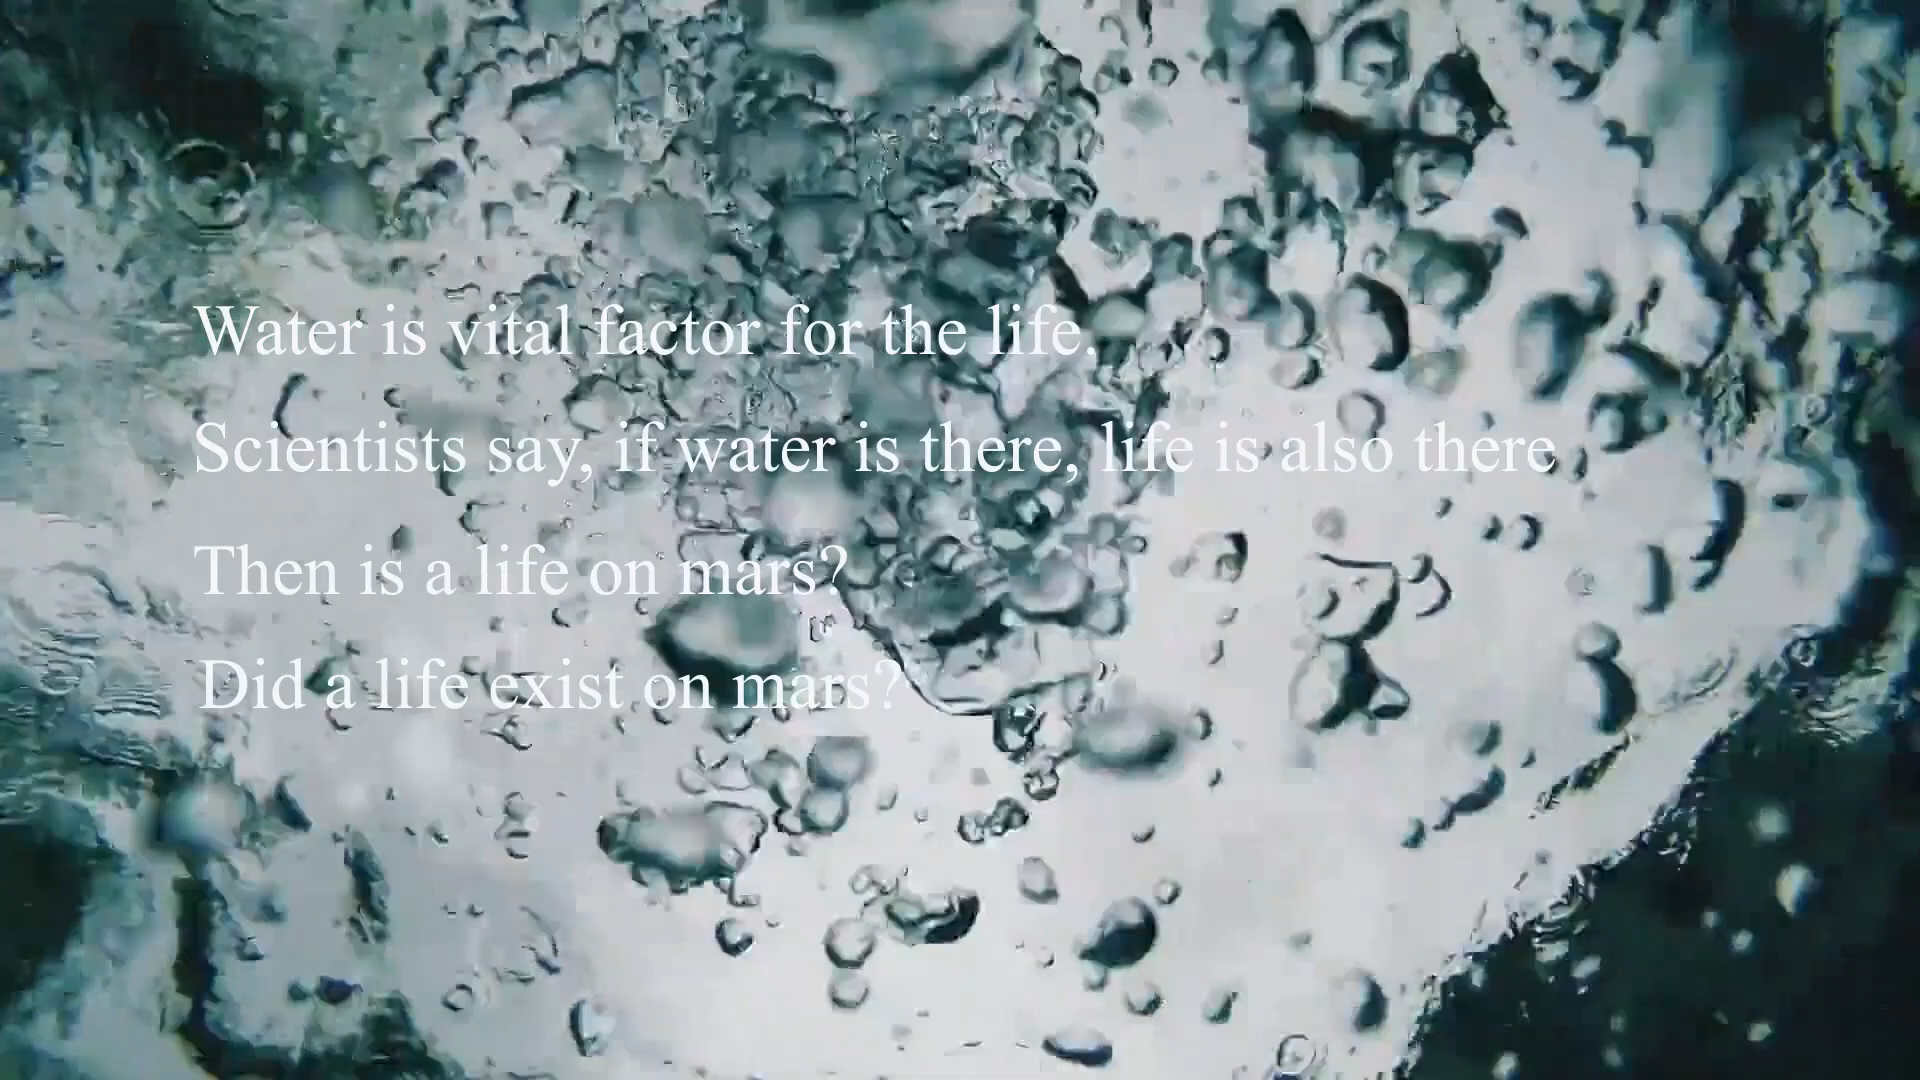 Water is vital factor for the life.
Scientists say, if water is there, life is also there
Then is a life on mars?
Did a life exist on mars?